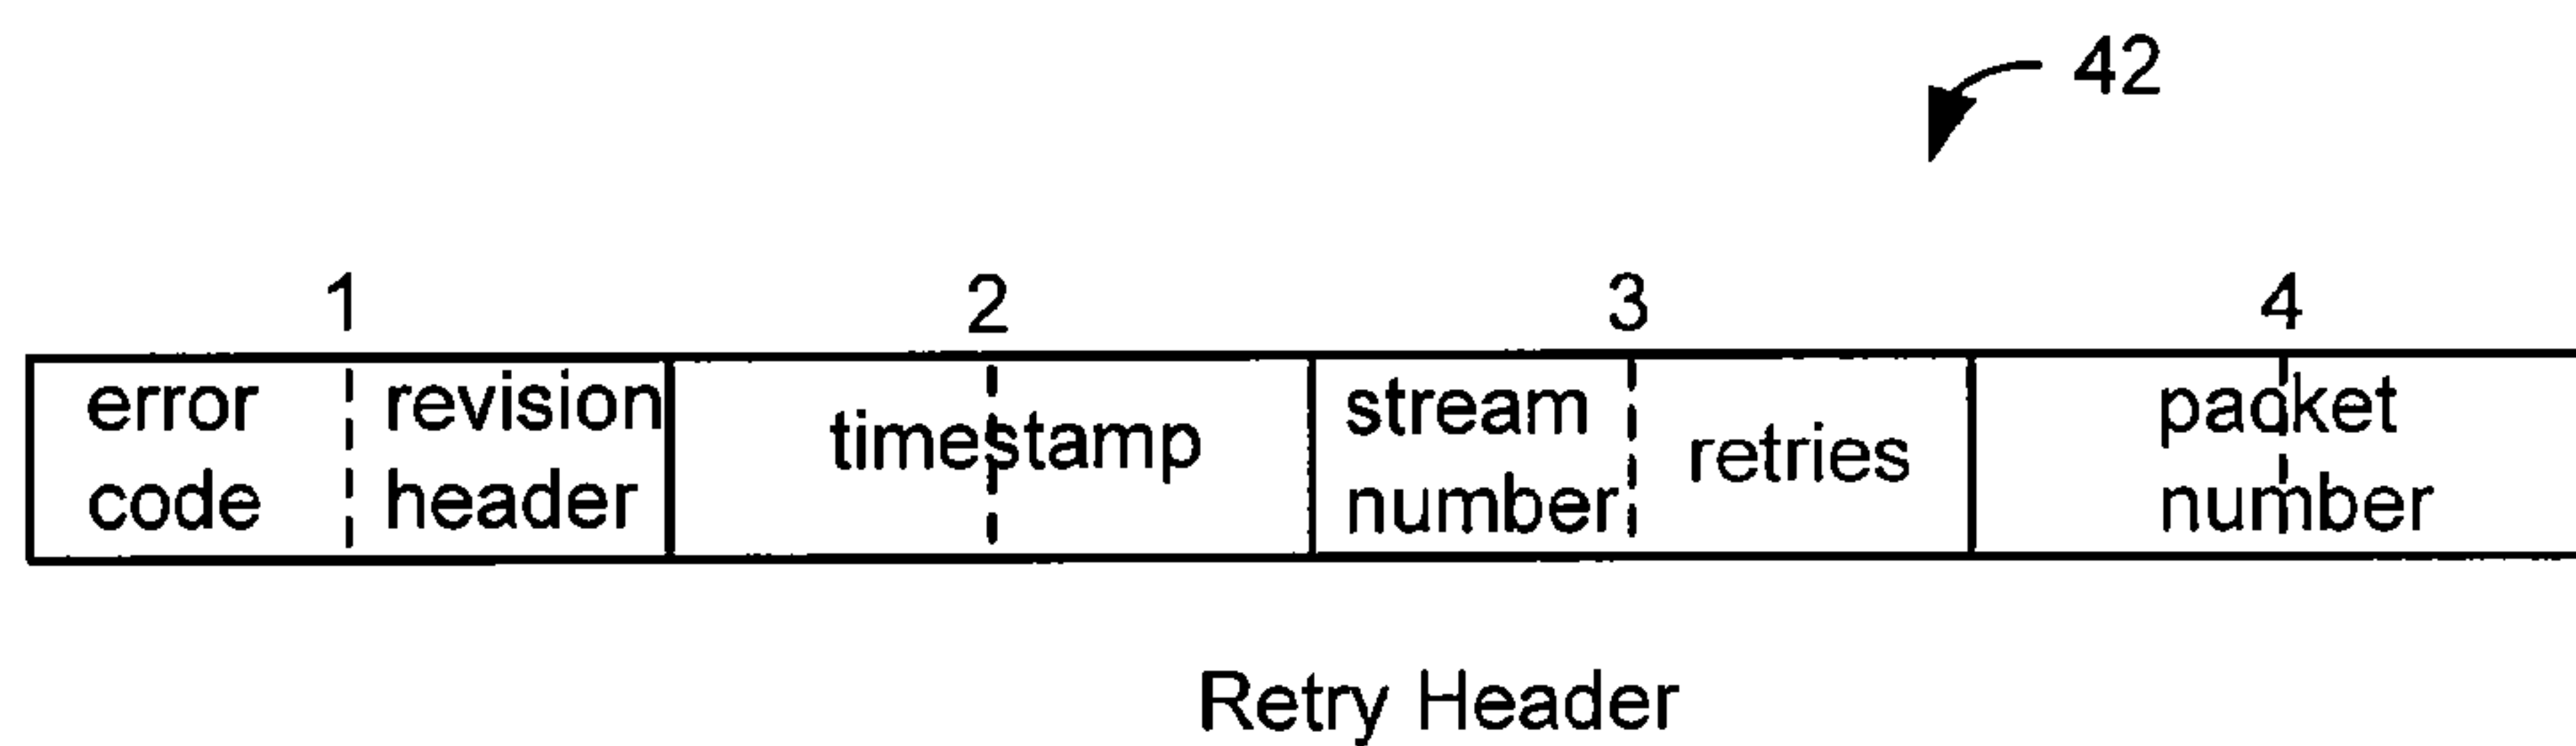 42
1 2 3 4
error revision timestamp stream retries packet
code header number number
Retry Header